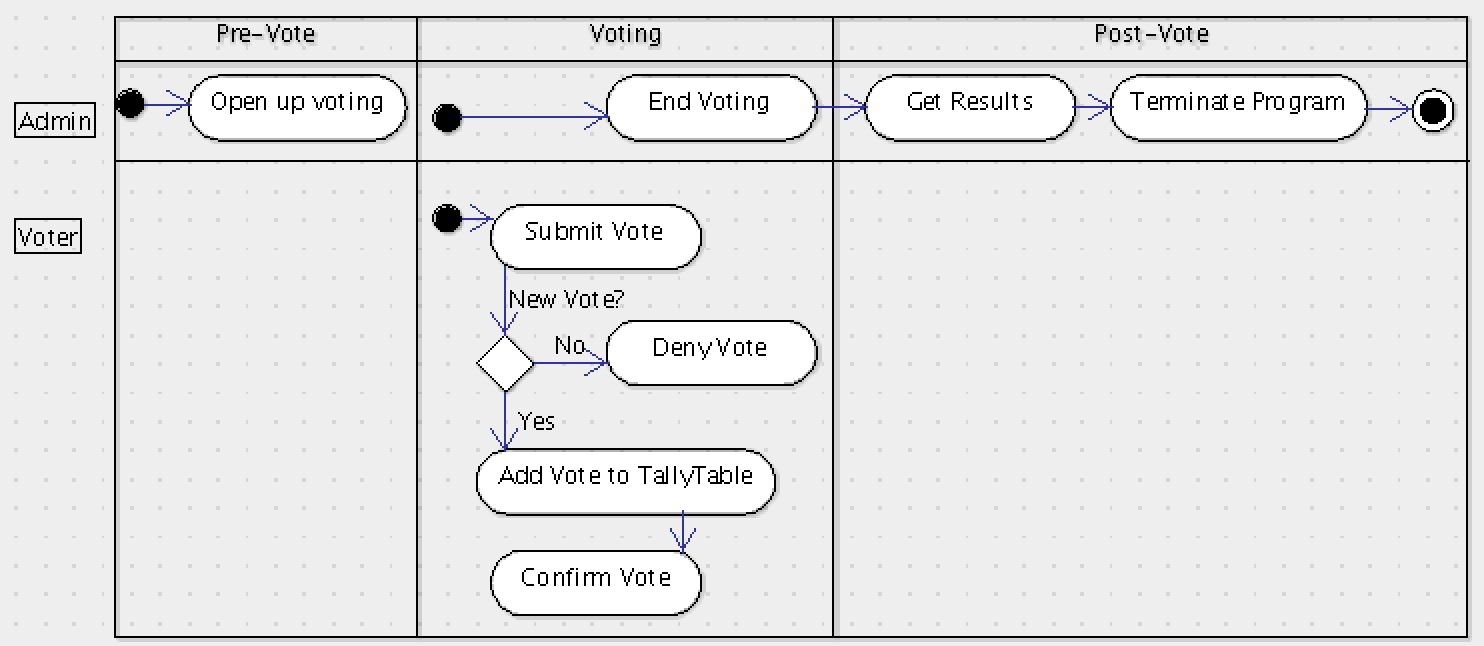 Pre-Vote
Voting
Post-Vote
Admin
Open up voting
End Voting
Get Results
Terminate Program
Voter
Submit Vote
New Vote?
No
Deny Vote
Yes
Add Vote to TallyTable
Confirm Vote